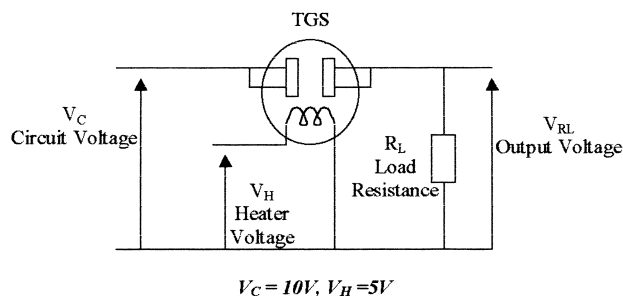 TGS
V_C
Circuit Voltage
V_H
Heater
Voltage
R_L
Load
Resistance
V_RL
Output Voltage
V_C = 10V, V_H =5V